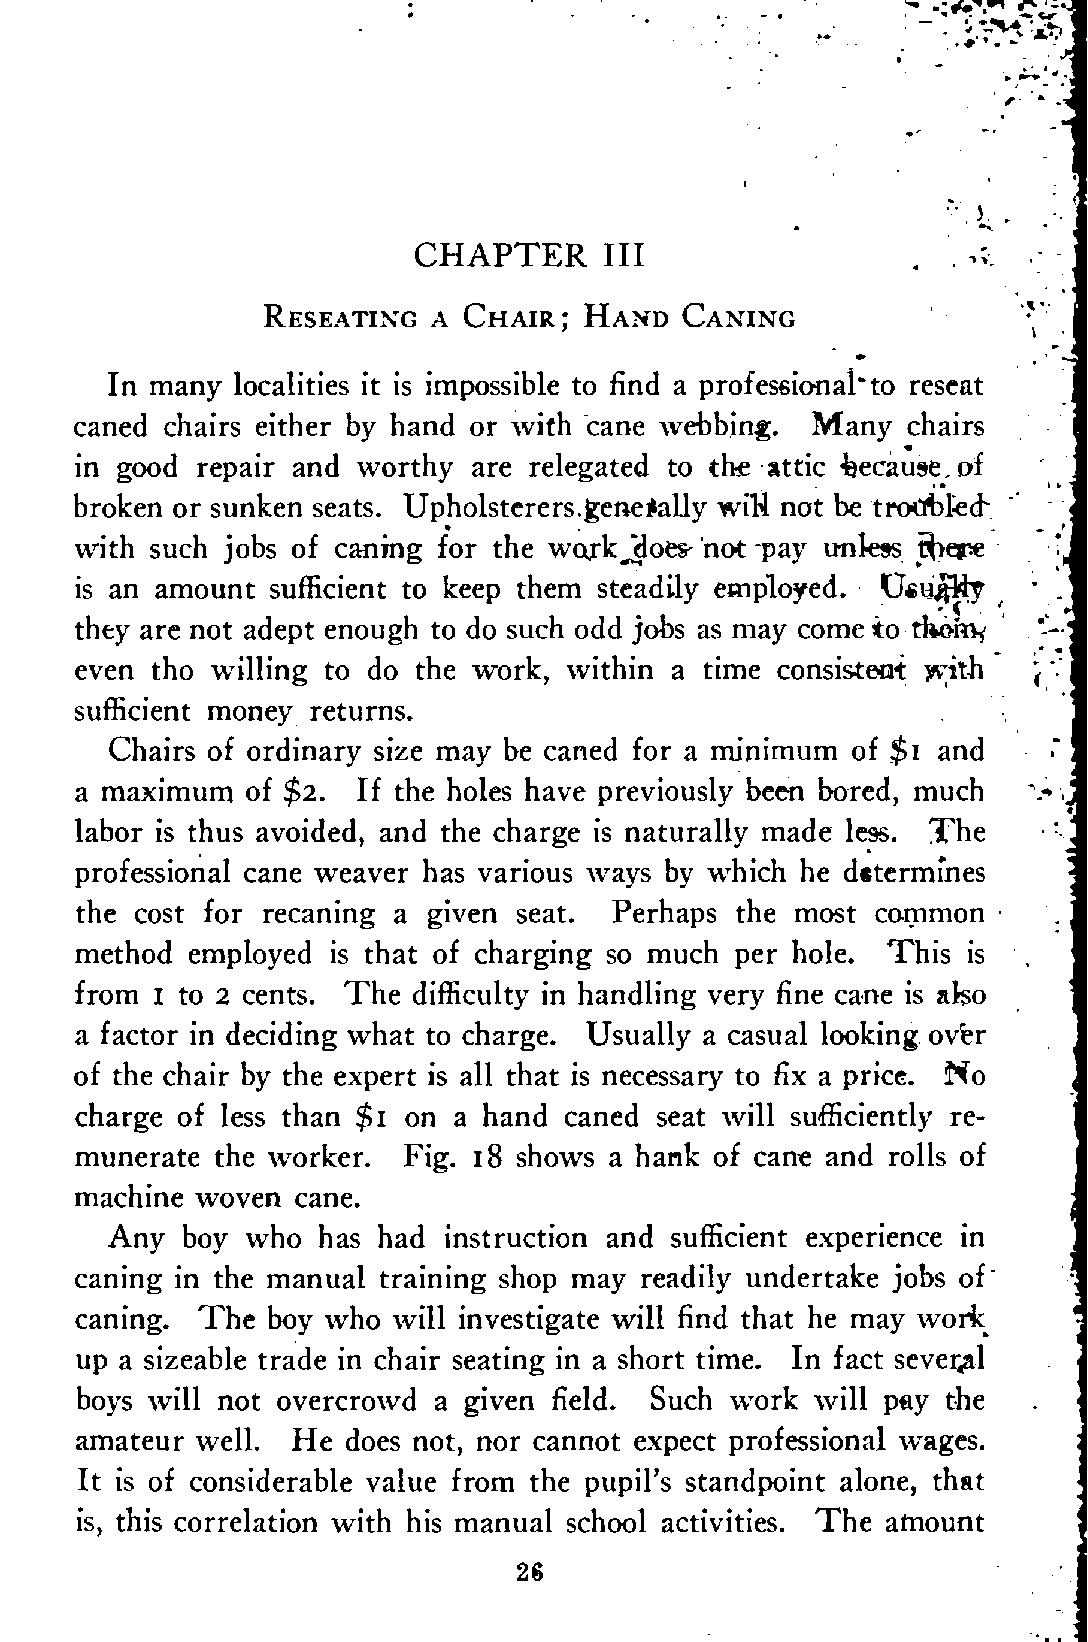 CHAPTER III
RESEATING A CHAIR; HAND CANING
In many localities it is impossible to find a professional to reseat
caned chairs either by hand or with cane webbing. Many chairs
in good repair and worthy are relegated to the attic because of
broken or sunken seats. Upholsterers generally will not be troubled
with such jobs of caning for the work does not pay unless there
is an amount sufficient to keep them steadily employed. Usually
they are not adept enough to do such odd jobs as may come to them,
even tho willing to do the work, within a time consistent with
sufficient money returns.
Chairs of ordinary size may be caned for a minimum of $1 and
a maximum of $2. If the holes have previously been bored, much
labor is thus avoided, and the charge is naturally made less. The
professional cane weaver has various ways by which he determines
the cost for recaning a given seat. Perhaps the most common
method employed is that of charging so much per hole. This is
from 1 to 2 cents. The difficulty in handling very fine cane is also
a factor in deciding what to charge. Usually a casual looking over
of the chair by the expert is all that is necessary to fix a price. No
charge of less than $1 on a hand caned seat will sufficiently re-
munerate the worker. Fig. 18 shows a hank of cane and rolls of
machine woven cane.
Any boy who has had instruction and sufficient experience in
caning in the manual training shop may readily undertake jobs of
caning. The boy who will investigate will find that he may work
up a sizeable trade in chair seating in a short time. In fact several
boys will not overcrowd a given field. Such work will pay the
amateur well. He does not, nor cannot expect professional wages.
It is of considerable value from the pupil's standpoint alone, that
is, this correlation with his manual school activities. The amount
26